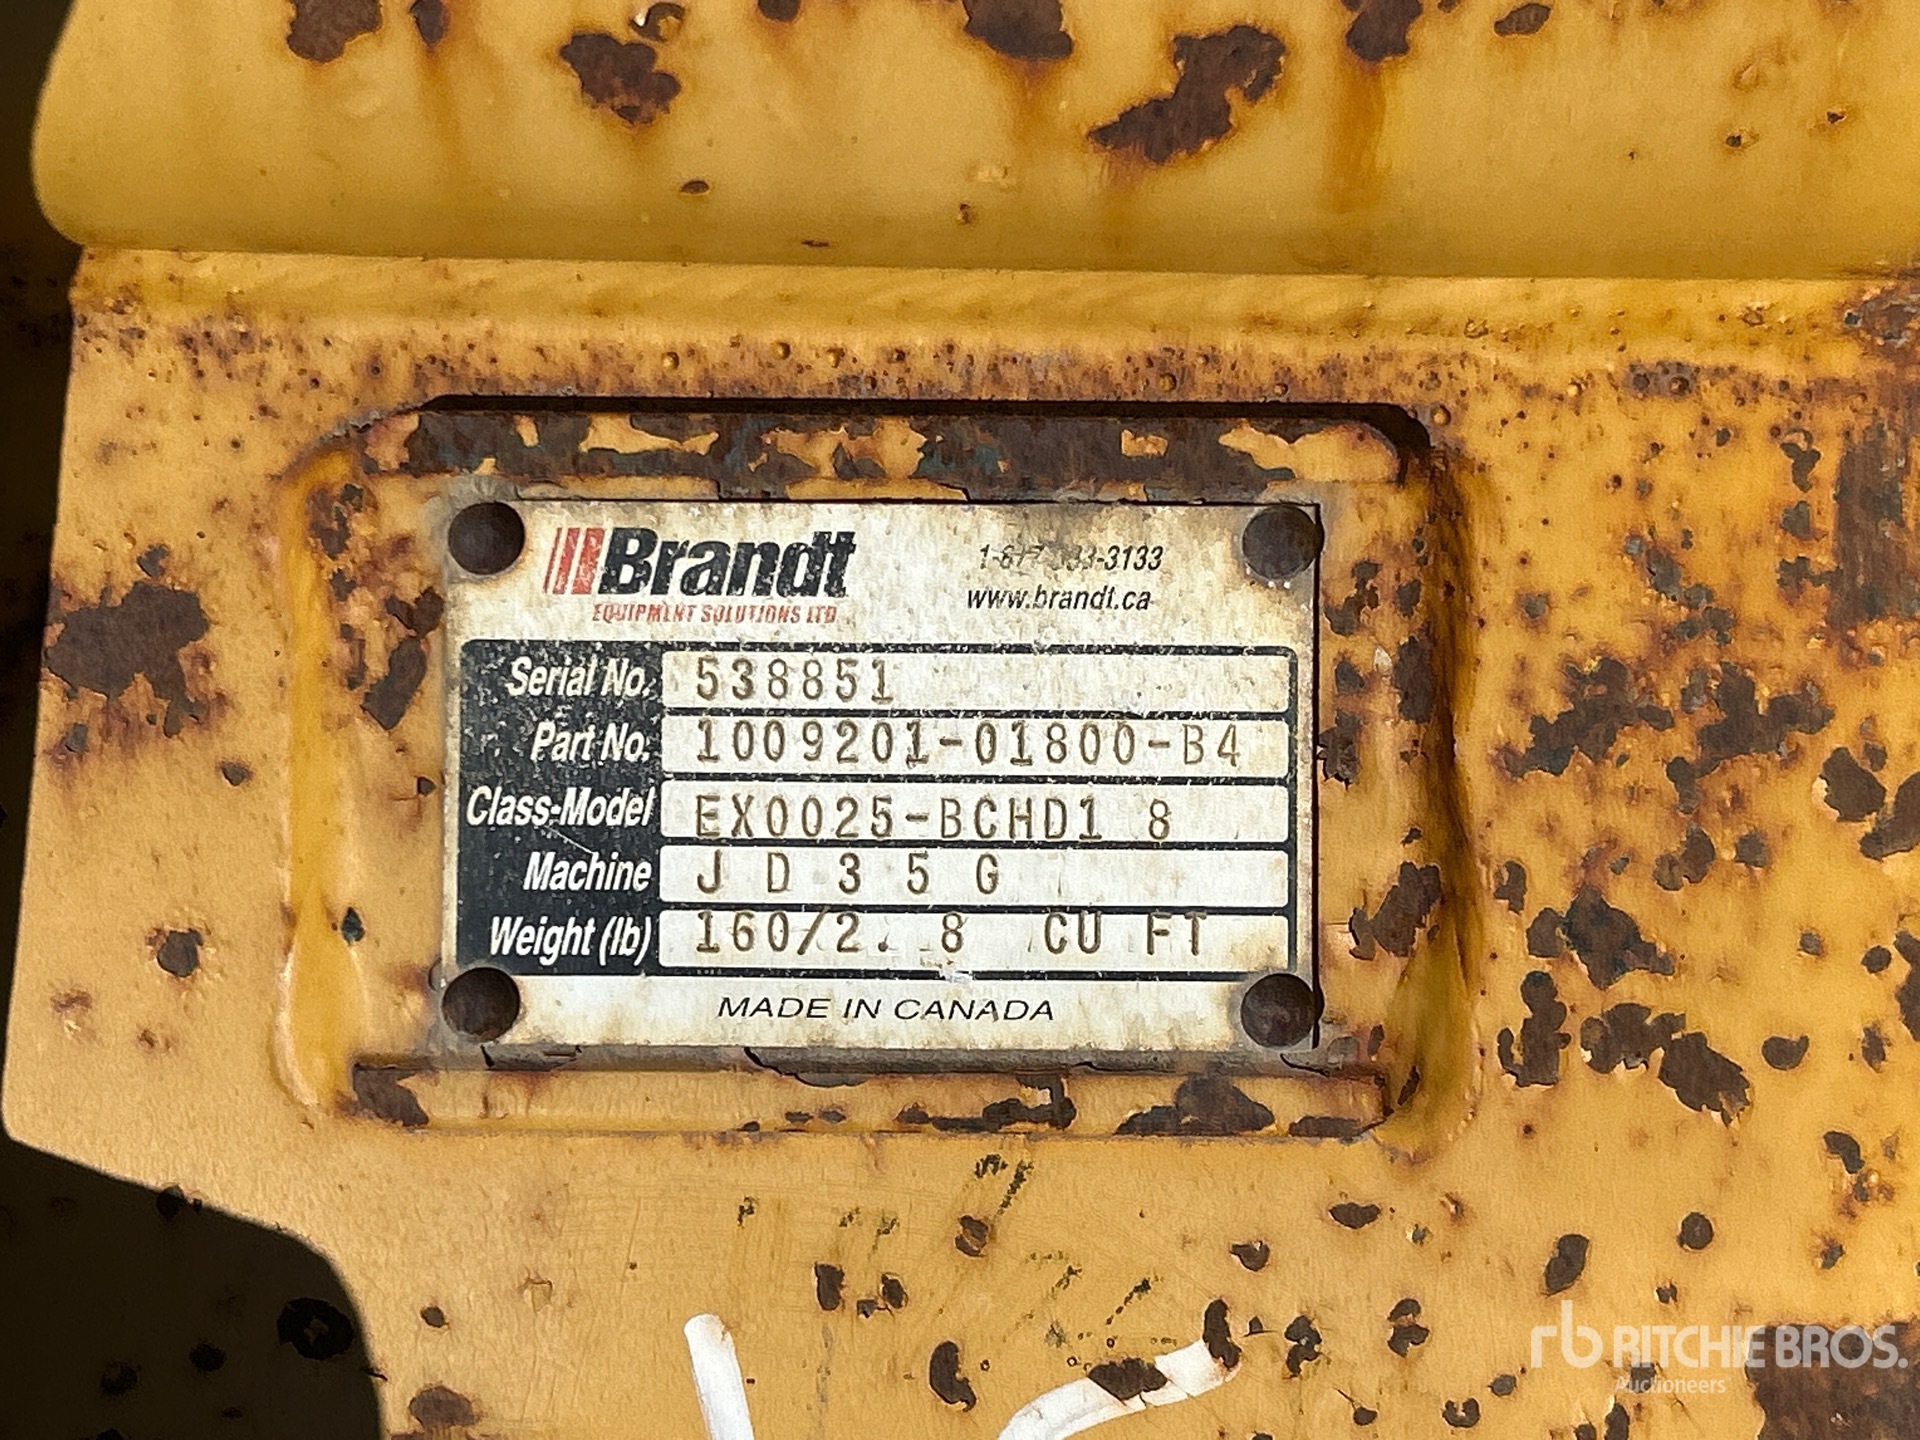 Brandt
EQUIPMENT SOLUTIONS LTD
www.brandt.ca
Serial No. 538851
Part No. 1009201-01800-B4
Class-Model EX0025-BCHD1 8
Machine J D 3 5 G
Weight (lb) 160/2. 8 CU FT
MADE IN CANADA
rb RITCHIE BROS.
Auctioneers